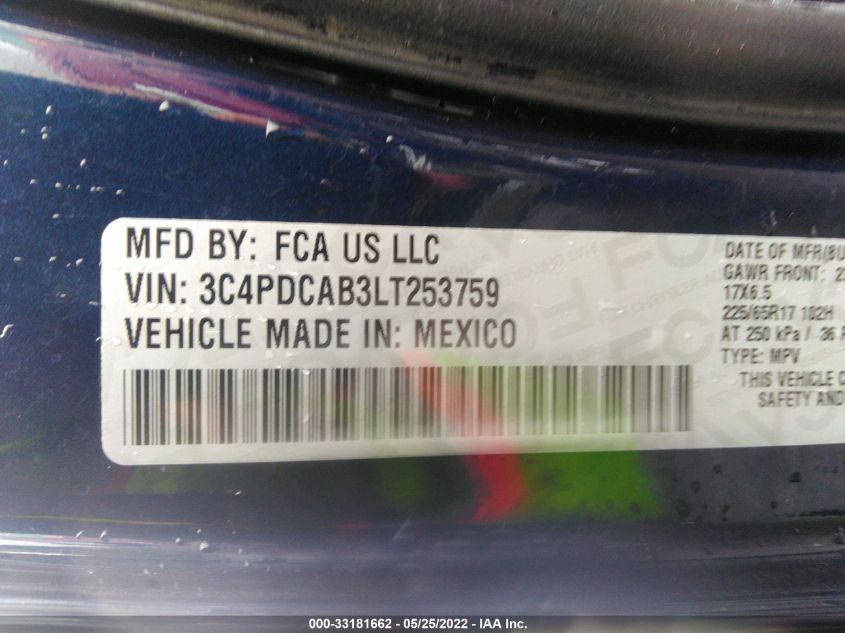 MFD BY: FCA US LLC
VIN: 3C4PDCAB3LT253759
VEHICLE MADE IN: MEXICO
DATE OF MFR(BU
GAWR FRONT: 2
17X6.5
225/65R17 102H
AT 250 kPa / 36
TYPE: MPV
THIS VEHICLE C
SAFETY AND
000-33181662 - 05/25/2022 - IAA Inc.